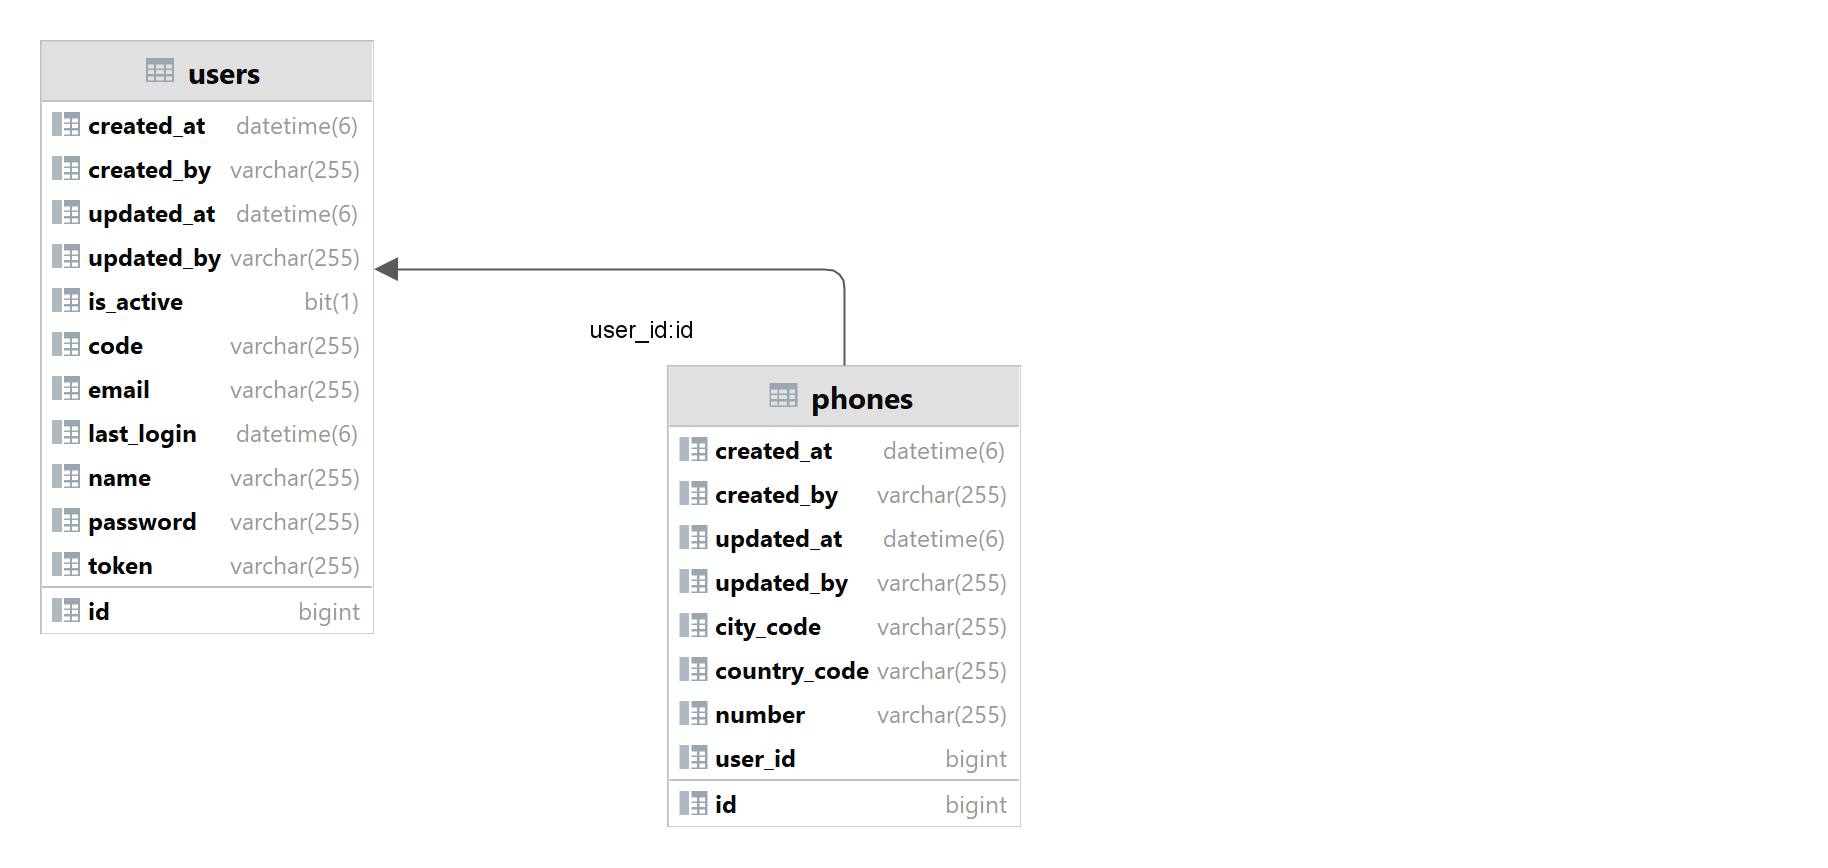 users
created_at datetime(6)
created_by varchar(255)
updated_at datetime(6)
updated_by varchar(255)
is_active bit(1)
code varchar(255)
email varchar(255)
last_login datetime(6)
name varchar(255)
password varchar(255)
token varchar(255)
id bigint
user_id:id
phones
created_at datetime(6)
created_by varchar(255)
updated_at datetime(6)
updated_by varchar(255)
city_code varchar(255)
country_code varchar(255)
number varchar(255)
user_id bigint
id bigint